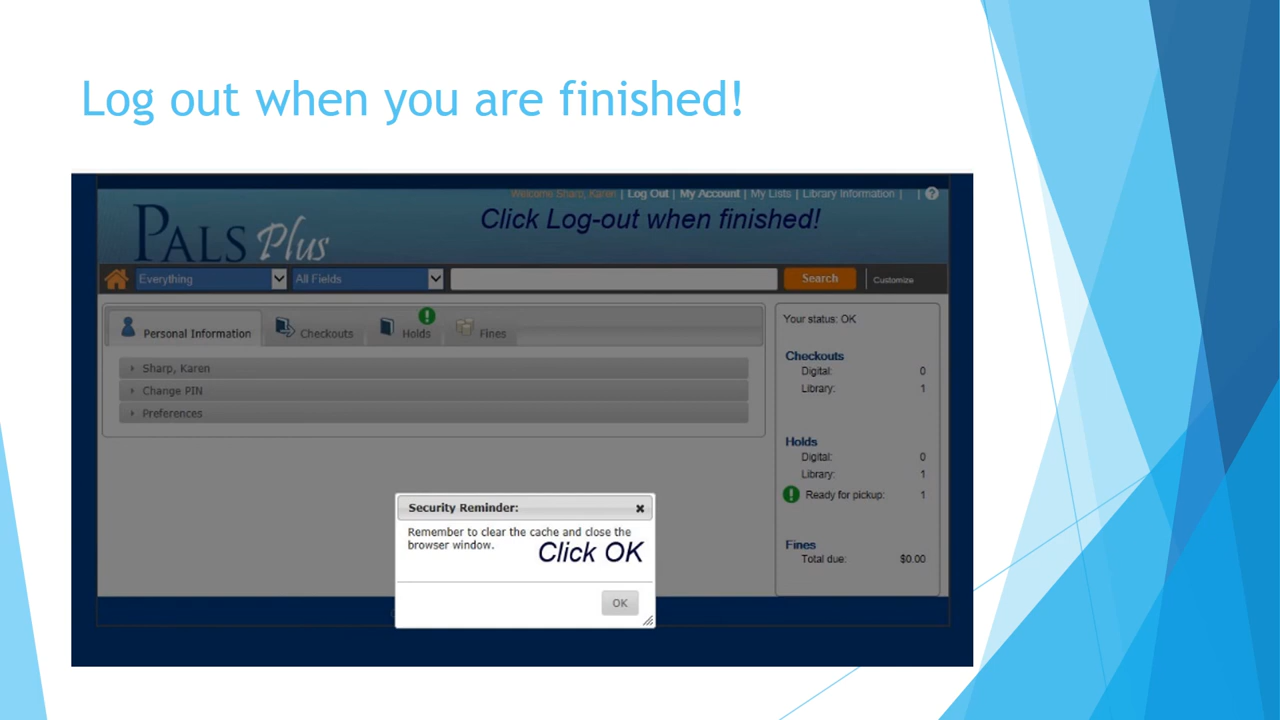 Log out when you are finished!
Welcome Sharp, Karen | Log Out | My Account | My Lists | Library Information | | ?
Click Log-out when finished!
PALS Plus
Everything All Fields Search Customize
Personal Information Checkouts Holds Fines
Sharp, Karen
Change PIN
Preferences
Your status: OK
Checkouts
Digital: 0
Library: 1
Holds
Digital: 0
Library: 1
Ready for pickup: 1
Fines
Total due: $0.00
Security Reminder:
Remember to clear the cache and close the
browser window.
Click OK
OK